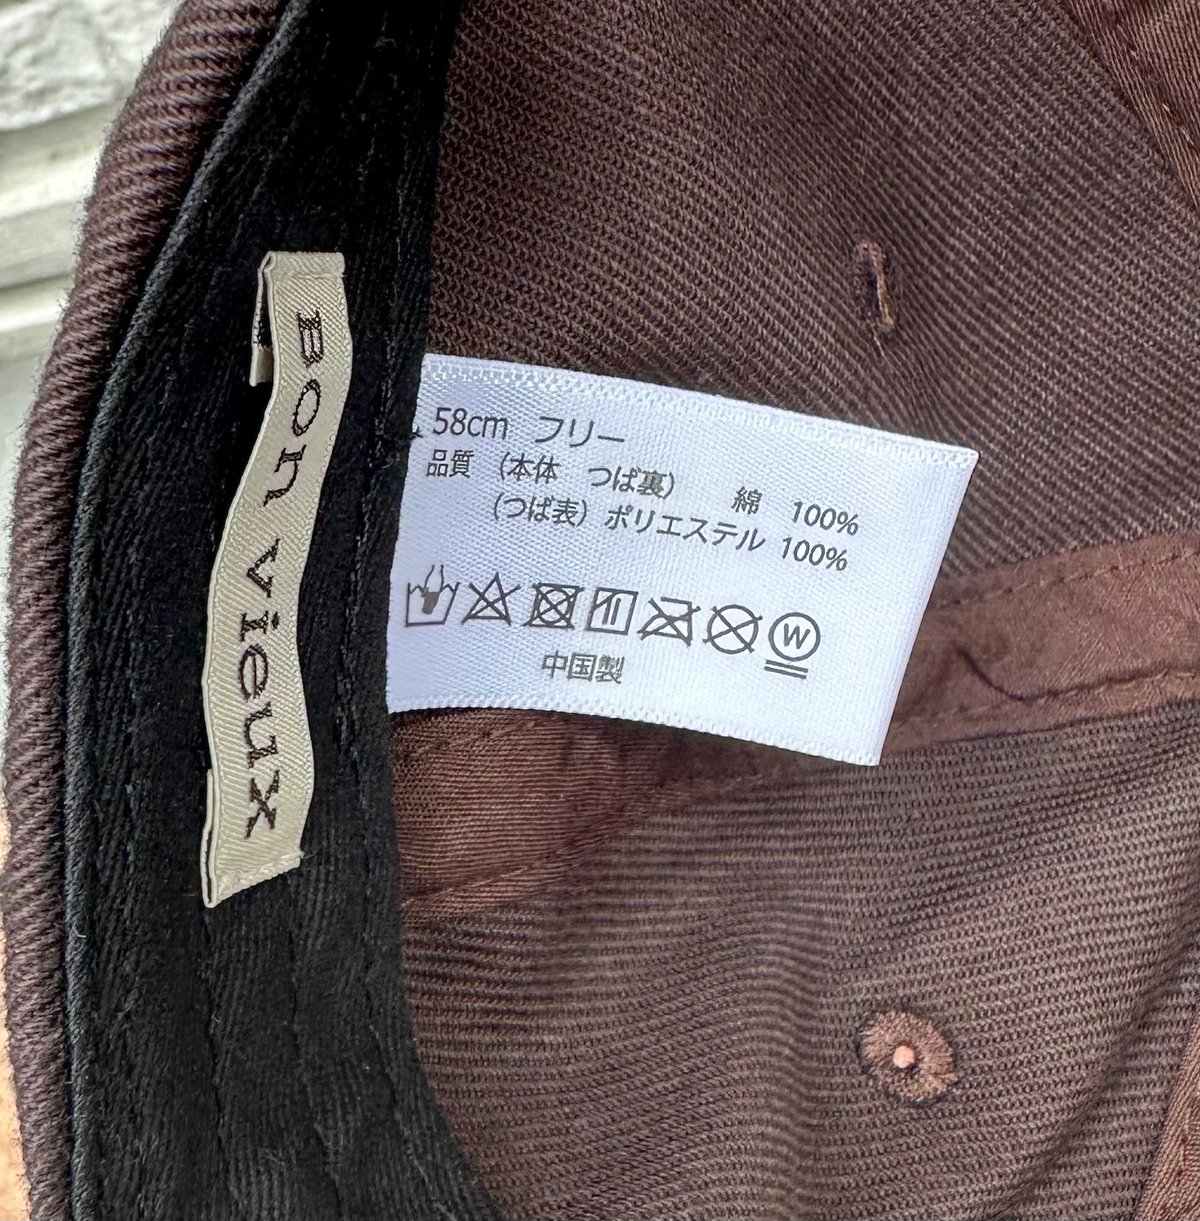 Bon vieux
58cm フリー
品質 (本体 つば裏) 綿 100%
(つば表) ポリエステル 100%
W
中国製